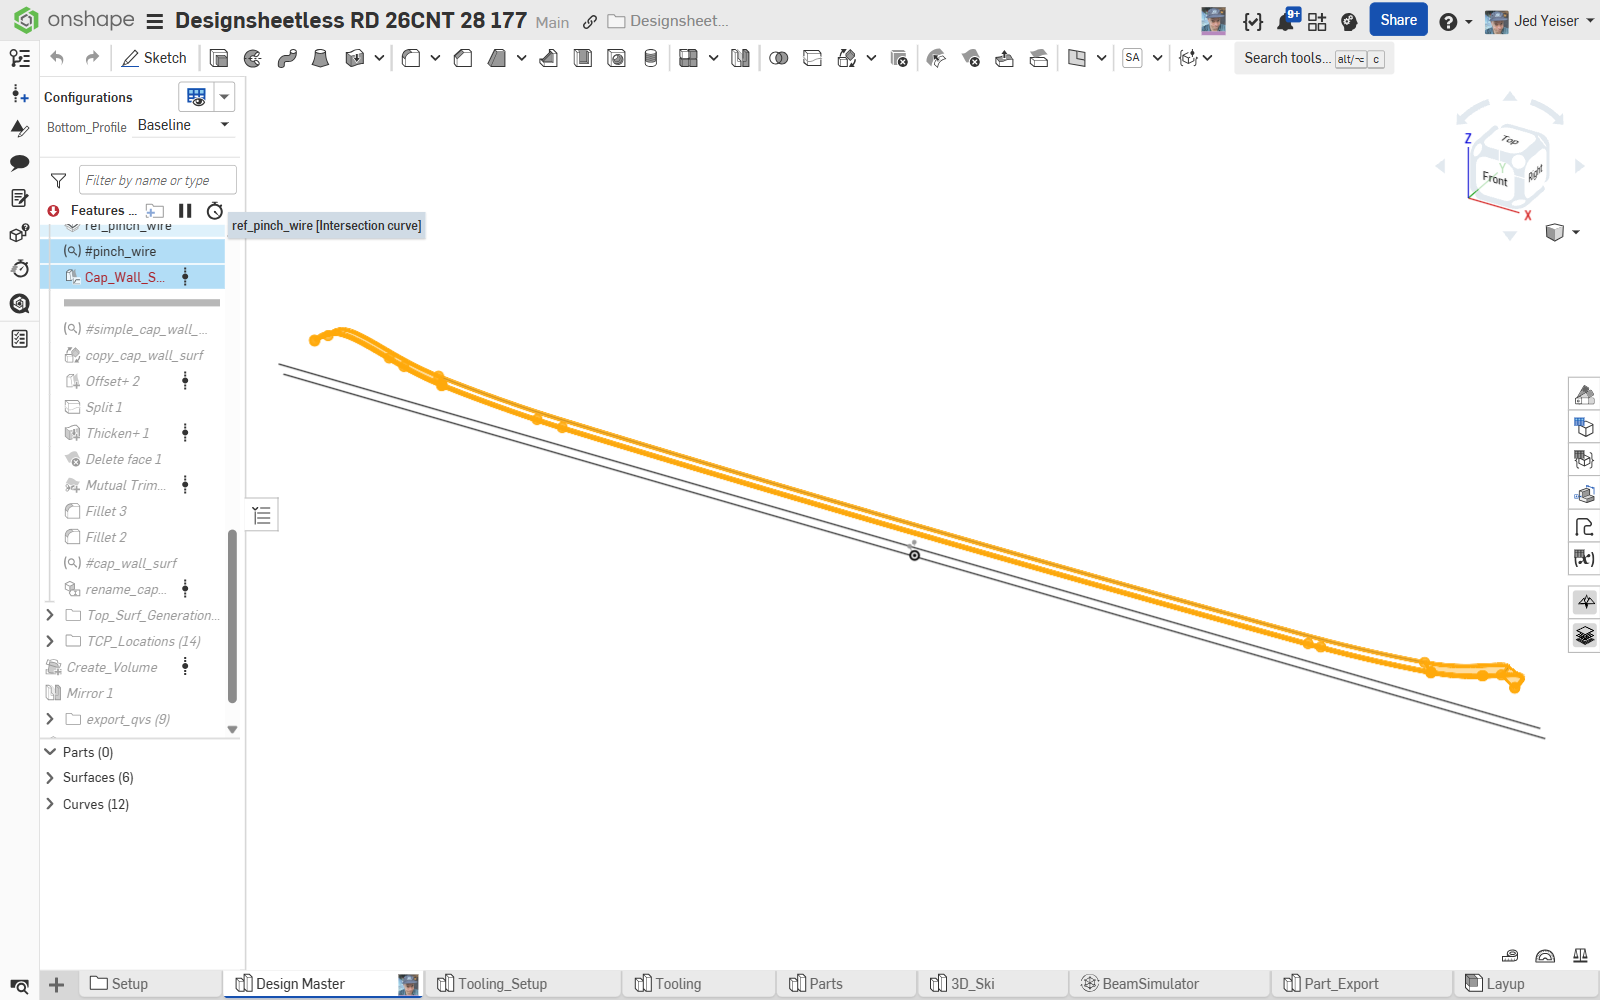 onshape
Designsheetless RD 26CNT 28 177
Main
Designsheet...
9+
Share
Jed Yeiser
Sketch
SA
Search tools...
alt/⌥
c
Configurations
Bottom_Profile
Baseline
Filter by name or type
Features ...
ref_pinch_wire
ref_pinch_wire [Intersection curve]
#pinch_wire
Cap_Wall_S...
#simple_cap_wall_...
copy_cap_wall_surf
Offset+ 2
Split 1
Thicken+ 1
Delete face 1
Mutual Trim...
Fillet 3
Fillet 2
#cap_wall_surf
rename_cap...
Top_Surf_Generation...
TCP_Locations (14)
Create_Volume
Mirror 1
export_qvs (9)
Parts (0)
Surfaces (6)
Curves (12)
Z
Top
Y
Front
Right
X
Setup
Design Master
Tooling_Setup
Tooling
Parts
3D_Ski
BeamSimulator
Part_Export
Layup